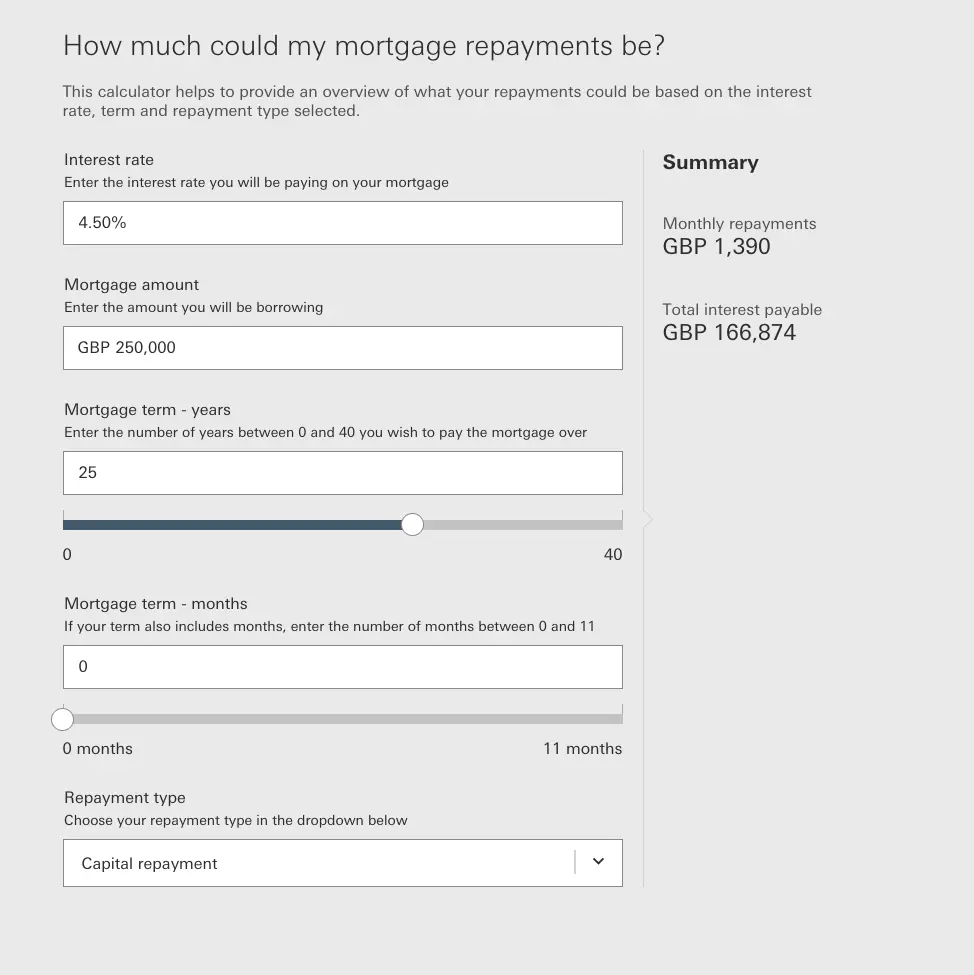 How much could my mortgage repayments be?
This calculator helps to provide an overview of what your repayments could be based on the interest
rate, term and repayment type selected.
Interest rate
Enter the interest rate you will be paying on your mortgage
4.50%
Mortgage amount
Enter the amount you will be borrowing
GBP 250,000
Mortgage term - years
Enter the number of years between 0 and 40 you wish to pay the mortgage over
25
0
40
Mortgage term - months
If your term also includes months, enter the number of months between 0 and 11
0
0 months
11 months
Repayment type
Choose your repayment type in the dropdown below
Capital repayment
Summary
Monthly repayments
GBP 1,390
Total interest payable
GBP 166,874